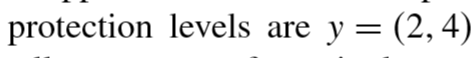 protection levels are y = (2, 4)